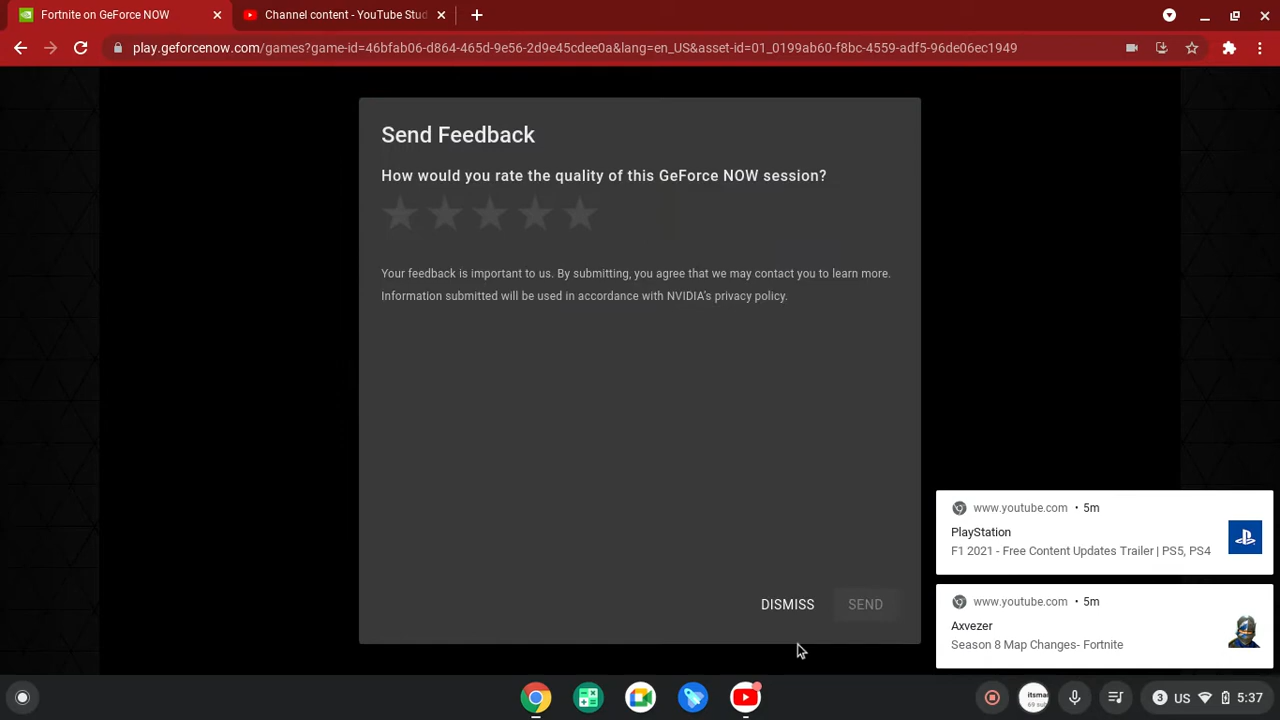 Fortnite on GeForce NOW
Channel content - YouTube Stud
play.geforcenow.com/games?game-id=46bfab06-d864-465d-9e56-2d9e45cdee0a&lang=en_US&asset-id=01_0199ab60-f8bc-4559-adf5-96de06ec1949
Send Feedback
How would you rate the quality of this GeForce NOW session?
Your feedback is important to us. By submitting, you agree that we may contact you to learn more.
Information submitted will be used in accordance with NVIDIA's privacy policy.
DISMISS
SEND
www.youtube.com • 5m
PlayStation
F1 2021 - Free Content Updates Trailer | PS5, PS4
www.youtube.com • 5m
Axvezer
Season 8 Map Changes- Fortnite
itsmar
69 sub
3 US 5:37